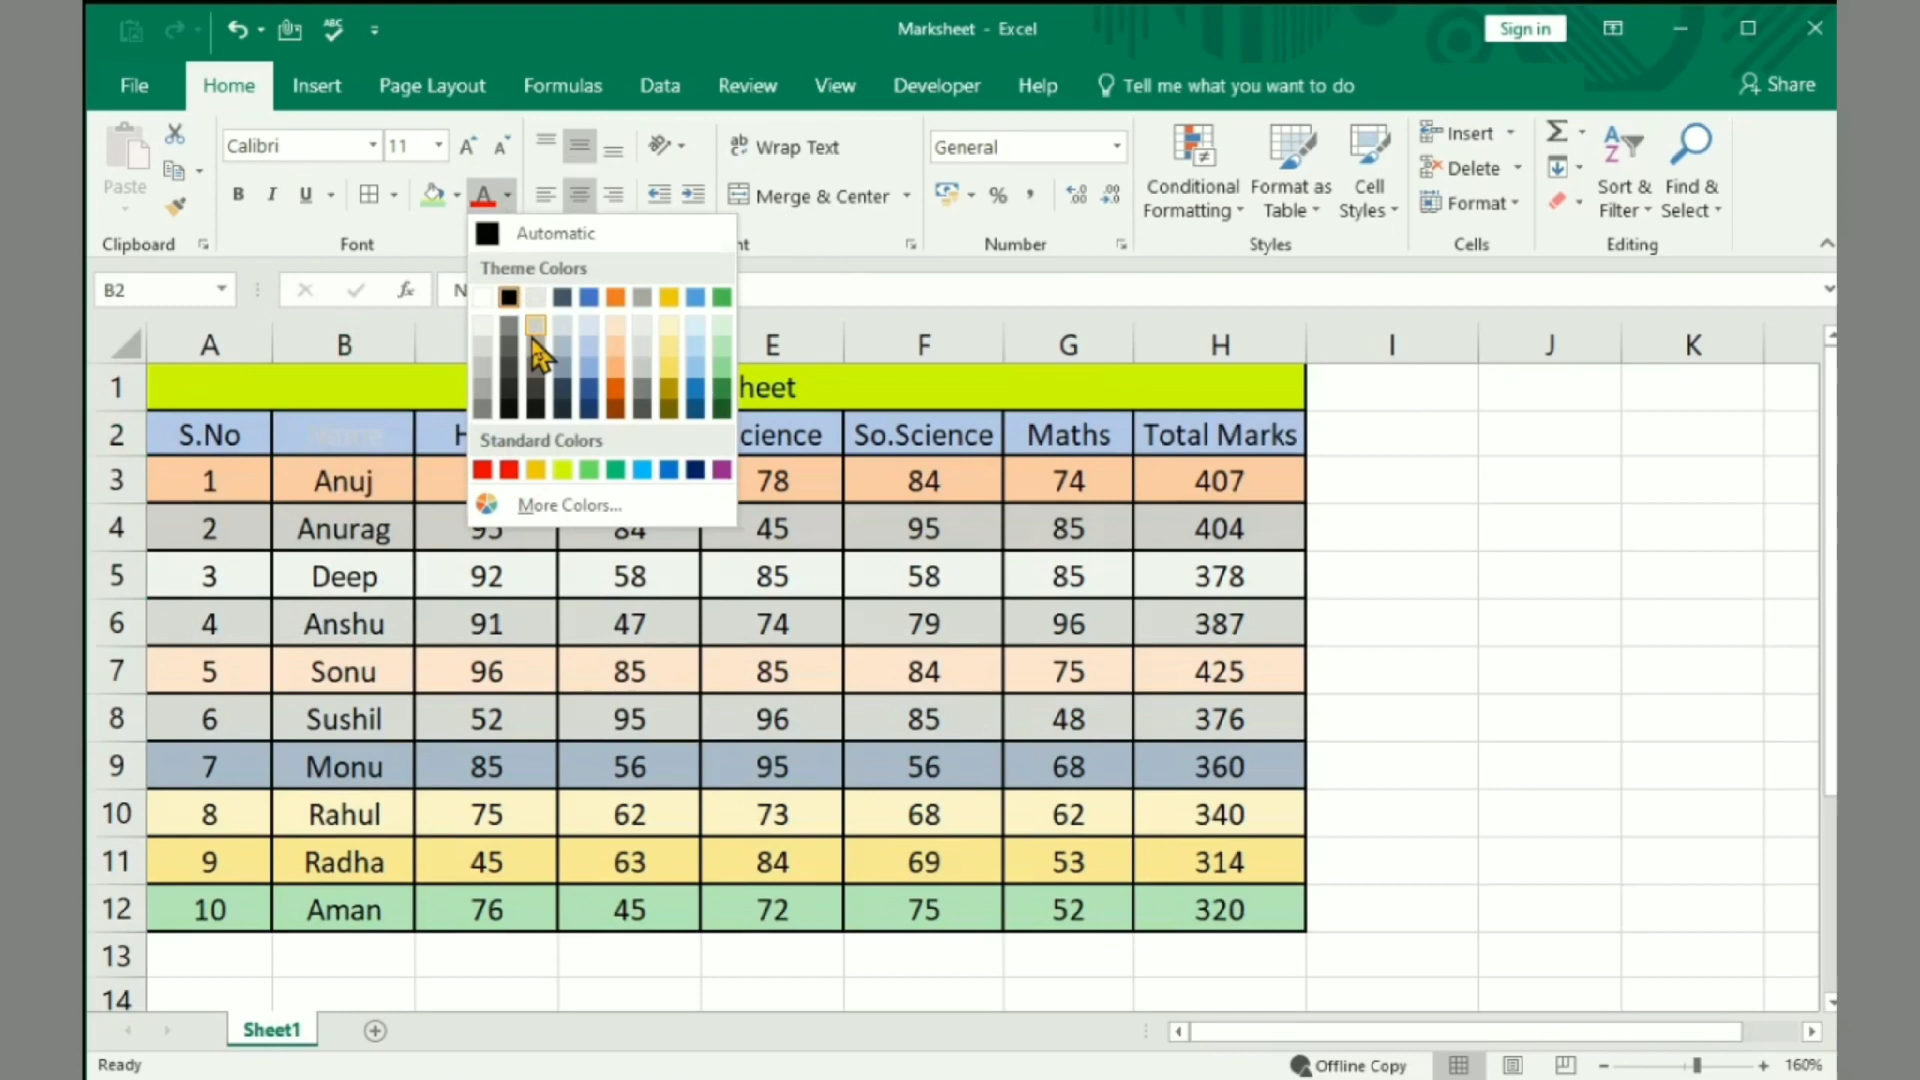 Marksheet - Excel
Sign in
File Home Insert Page Layout Formulas Data Review View Developer Help Tell me what you want to do Share
Calibri 11 Wrap Text General Insert
Paste B I U Merge & Center % , Conditional Formatting Format as Table Cell Styles Delete Format Sort & Filter Find & Select
Clipboard Font nt Number Styles Cells Editing
Automatic
Theme Colors
Standard Colors
More Colors...
B2 fx N
A B E F G H I J K
1 heet
2 S.No Name H cience So.Science Maths Total Marks
3 1 Anuj 78 84 74 407
4 2 Anurag 95 84 45 95 85 404
5 3 Deep 92 58 85 58 85 378
6 4 Anshu 91 47 74 79 96 387
7 5 Sonu 96 85 85 84 75 425
8 6 Sushil 52 95 96 85 48 376
9 7 Monu 85 56 95 56 68 360
10 8 Rahul 75 62 73 68 62 340
11 9 Radha 45 63 84 69 53 314
12 10 Aman 76 45 72 75 52 320
13
14
Sheet1
Ready Offline Copy 160%